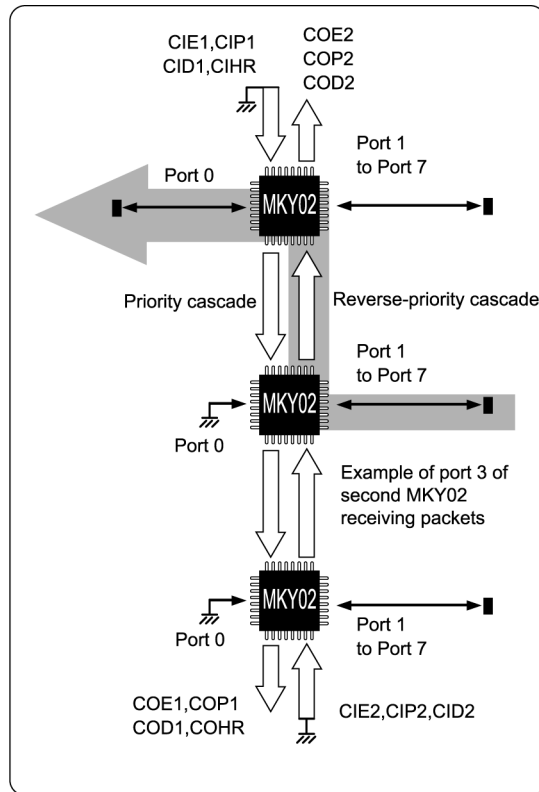 CIE1,CIP1
CID1,CIHR
COE2
COP2
COD2
Port 0
MKY02
Port 1
to Port 7
Priority cascade
Reverse-priority cascade
Port 0
MKY02
Port 1
to Port 7
Example of port 3 of
second MKY02
receiving packets
Port 0
MKY02
Port 1
to Port 7
COE1,COP1
COD1,COHR
CIE2,CIP2,CID2